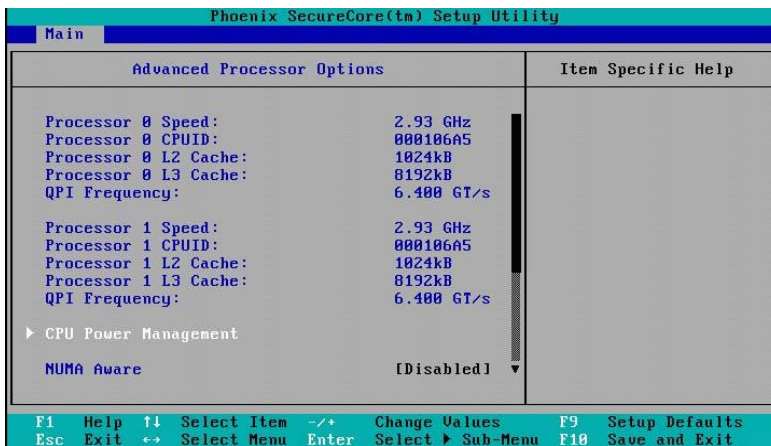 Phoenix SecureCore(tm) Setup Utility
Main
Advanced Processor Options
Item Specific Help
Processor 0 Speed: 2.93 GHz
Processor 0 CPUID: 000106A5
Processor 0 L2 Cache: 1024kB
Processor 0 L3 Cache: 8192kB
QPI Frequency: 6.400 GT/s
Processor 1 Speed: 2.93 GHz
Processor 1 CPUID: 000106A5
Processor 1 L2 Cache: 1024kB
Processor 1 L3 Cache: 8192kB
QPI Frequency: 6.400 GT/s
CPU Power Management
NUMA Aware [Disabled]
F1 Help ↑↓ Select Item -/+ Change Values F9 Setup Defaults
Esc Exit ↔ Select Menu Enter Select ▶ Sub-Menu F10 Save and Exit